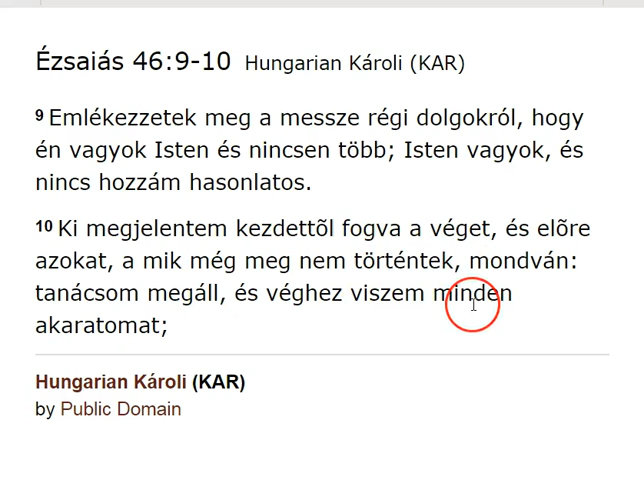 Ézsaiás 46:9-10 Hungarian Károli (KAR)
9 Emlékezzetek meg a messze régi dolgokról, hogy
én vagyok Isten és nincsen több; Isten vagyok, és
nincs hozzám hasonlatos.
10 Ki megjelentem kezdettõl fogva a véget, és elõre
azokat, a mik még meg nem történtek, mondván:
tanácsom megáll, és véghez viszem minden
akaratomat;
Hungarian Károli (KAR)
by Public Domain